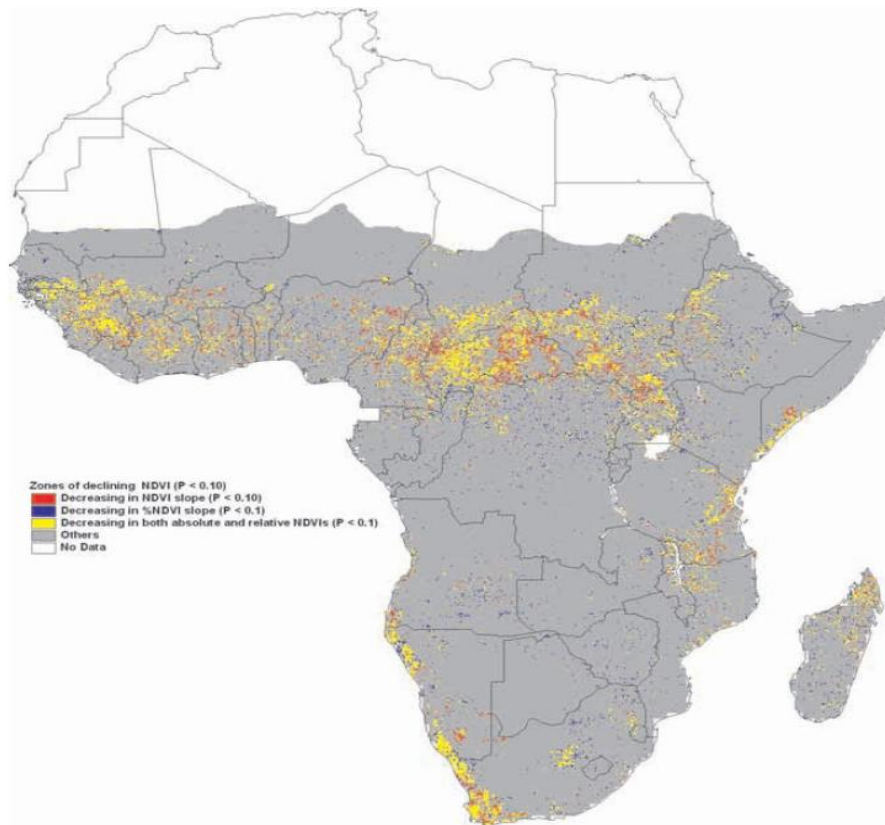 Zones of declining NDVI (P < 0.10)
Decreasing in NDVI slope (P < 0.10)
Decreasing in %NDVI slope (P < 0.1)
Decreasing in both absolute and relative NDVIs (P < 0.1)
Others
No Data